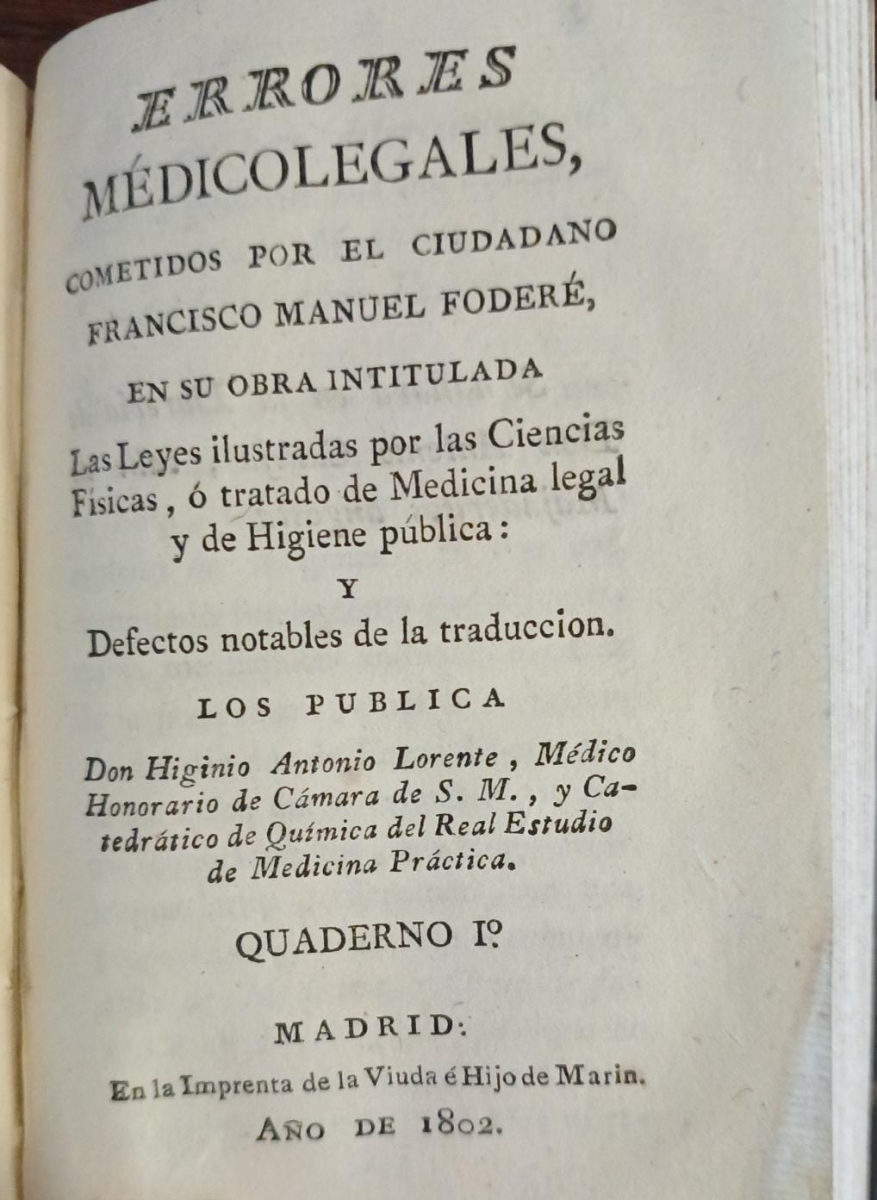 ERRORES
MÉDICOLEGALES,
COMETIDOS POR EL CIUDADANO
FRANCISCO MANUEL FODERÉ,
EN SU OBRA INTITULADA
Las Leyes ilustradas por las Ciencias
Físicas, ó tratado de Medicina legal
y de Higiene pública:
Y
Defectos notables de la traduccion.
LOS PUBLICA
Don Higinio Antonio Lorente, Médico
Honorario de Cámara de S. M., y Ca-
tedrático de Química del Real Estudio
de Medicina Práctica.
QUADERNO Iº.
MADRID:
En la Imprenta de la Viuda é Hijo de Marin.
AÑO DE 1802.